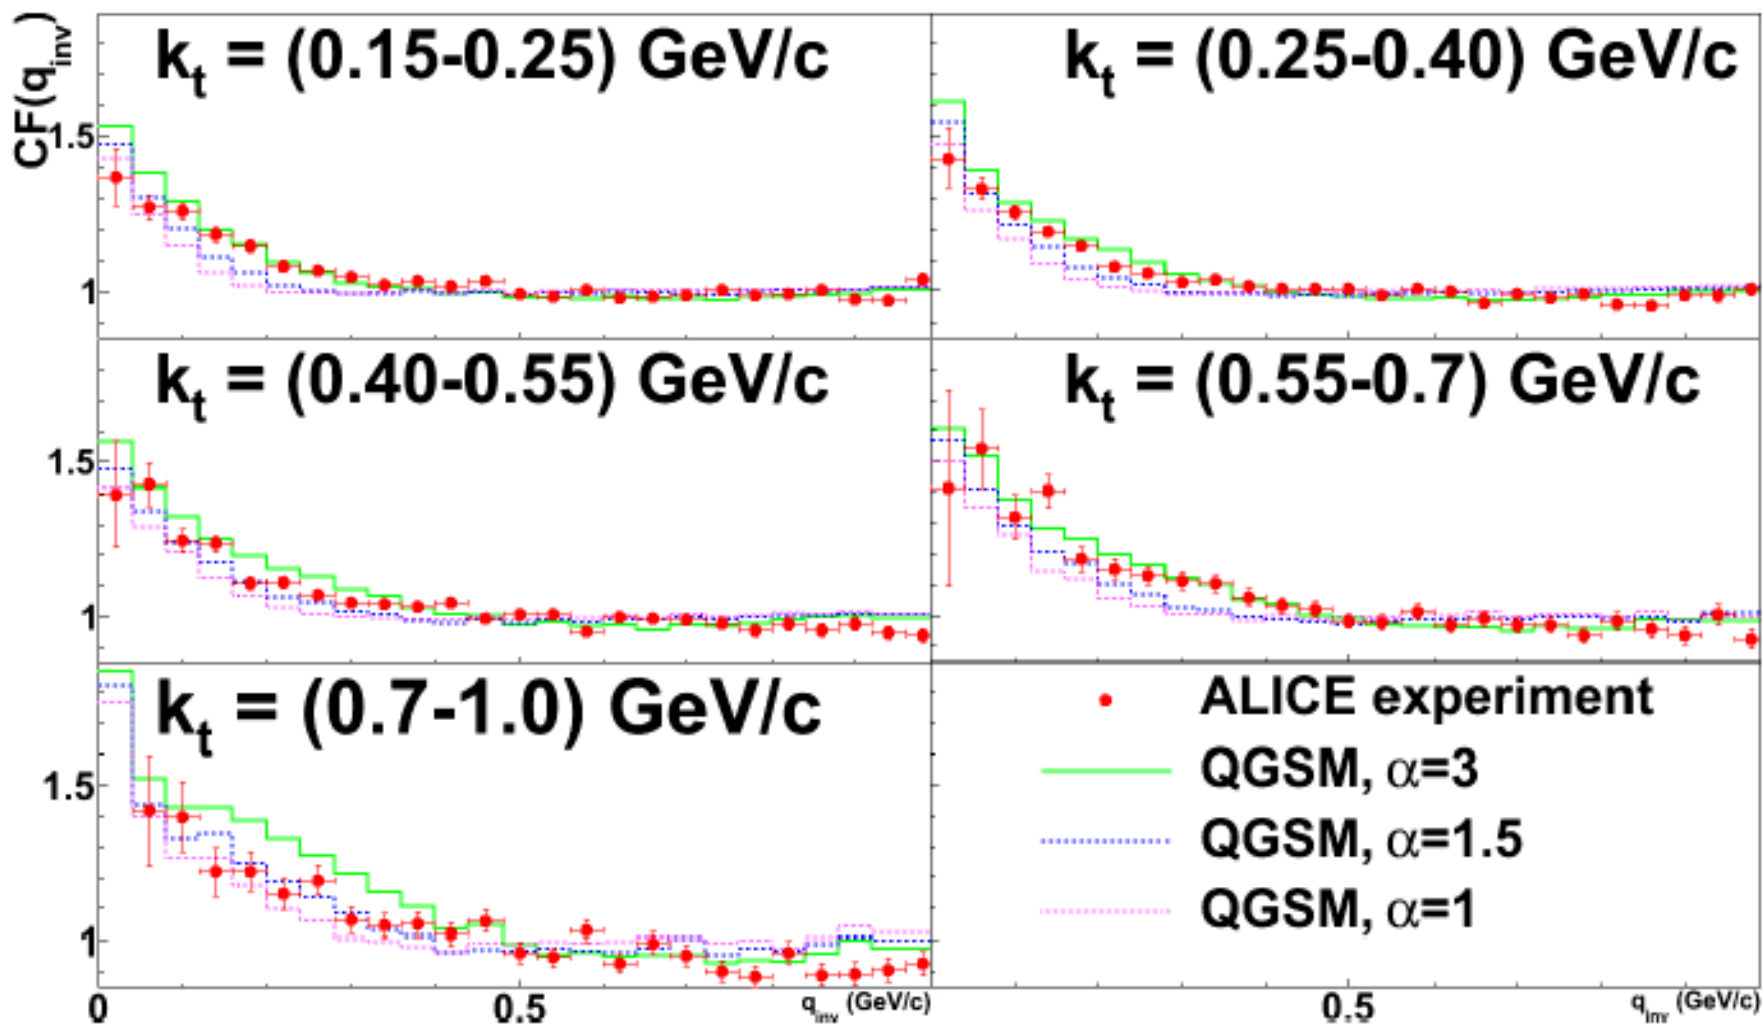 CF(q_inv)
k_t = (0.15-0.25) GeV/c
k_t = (0.25-0.40) GeV/c
1.5
1
k_t = (0.40-0.55) GeV/c
k_t = (0.55-0.7) GeV/c
1.5
1
k_t = (0.7-1.0) GeV/c
1.5
1
ALICE experiment
QGSM, α=3
QGSM, α=1.5
QGSM, α=1
0
0.5
q_inv (GeV/c)
0.5
q_inv (GeV/c)